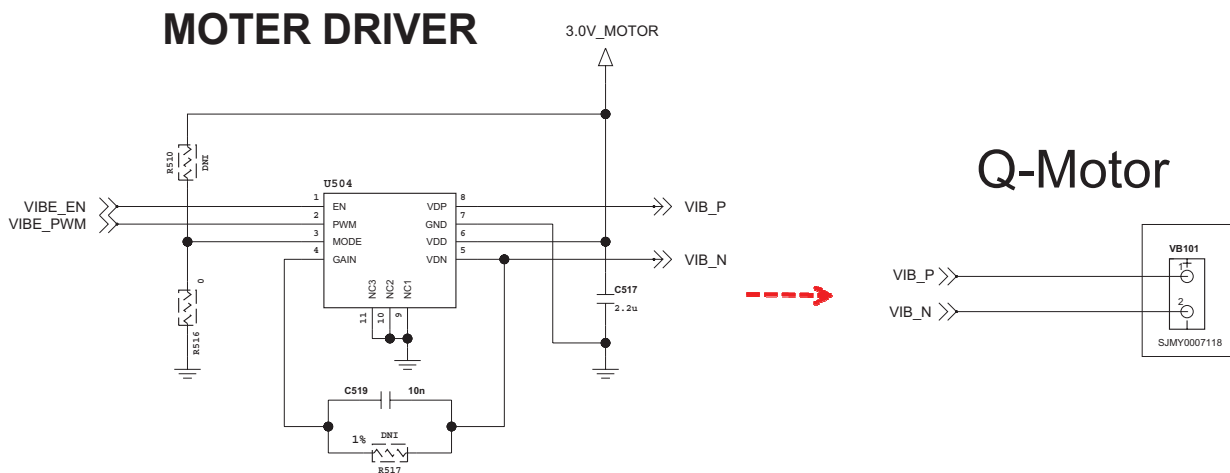 MOTER DRIVER
3.0V_MOTOR
R510
DNI
U504
VIBE_EN
VIBE_PWM
1
2
3
4
EN
PWM
MODE
GAIN
VDP
GND
VDD
VDN
8
7
6
5
VIB_P
VIB_N
NC3
NC2
NC1
11
10
9
0
R516
C517
2.2u
C519
10n
1%
DNI
R517
Q-Motor
VB101
VIB_P
VIB_N
1
+
2
SJMY0007118